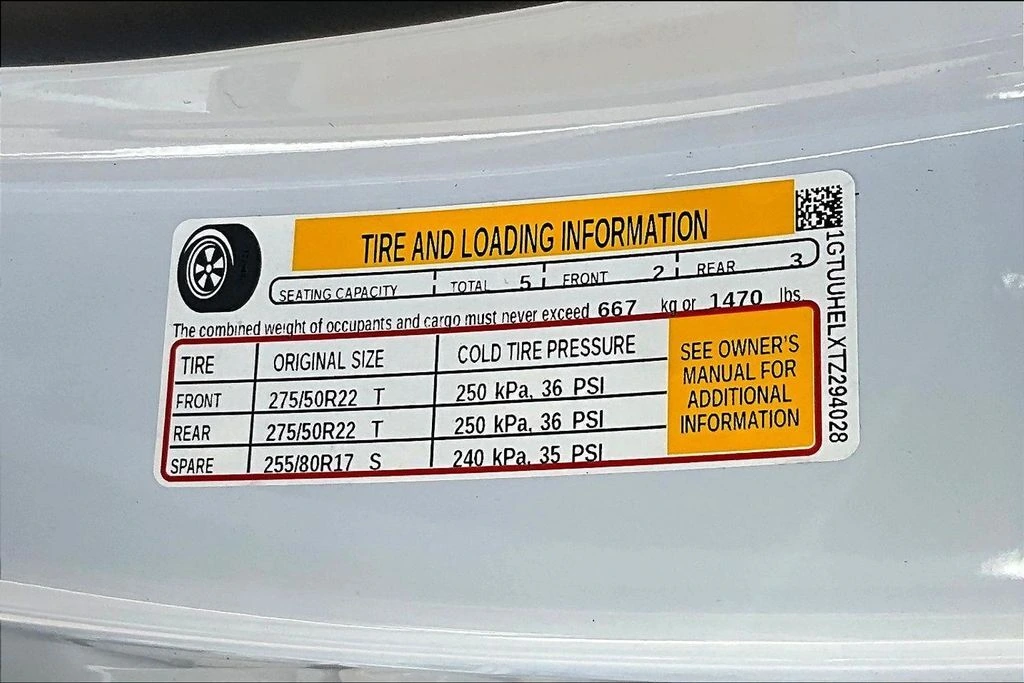 TIRE AND LOADING INFORMATION
SEATING CAPACITY TOTAL 5 FRONT 2 REAR 3
The combined weight of occupants and cargo must never exceed 667 kg or 1470 lbs.
TIRE ORIGINAL SIZE COLD TIRE PRESSURE
FRONT 275/50R22 T 250 kPa, 36 PSI
REAR 275/50R22 T 250 kPa, 36 PSI
SPARE 255/80R17 S 240 kPa, 35 PSI
SEE OWNER'S
MANUAL FOR
ADDITIONAL
INFORMATION
1GTUUHELXTZ294028